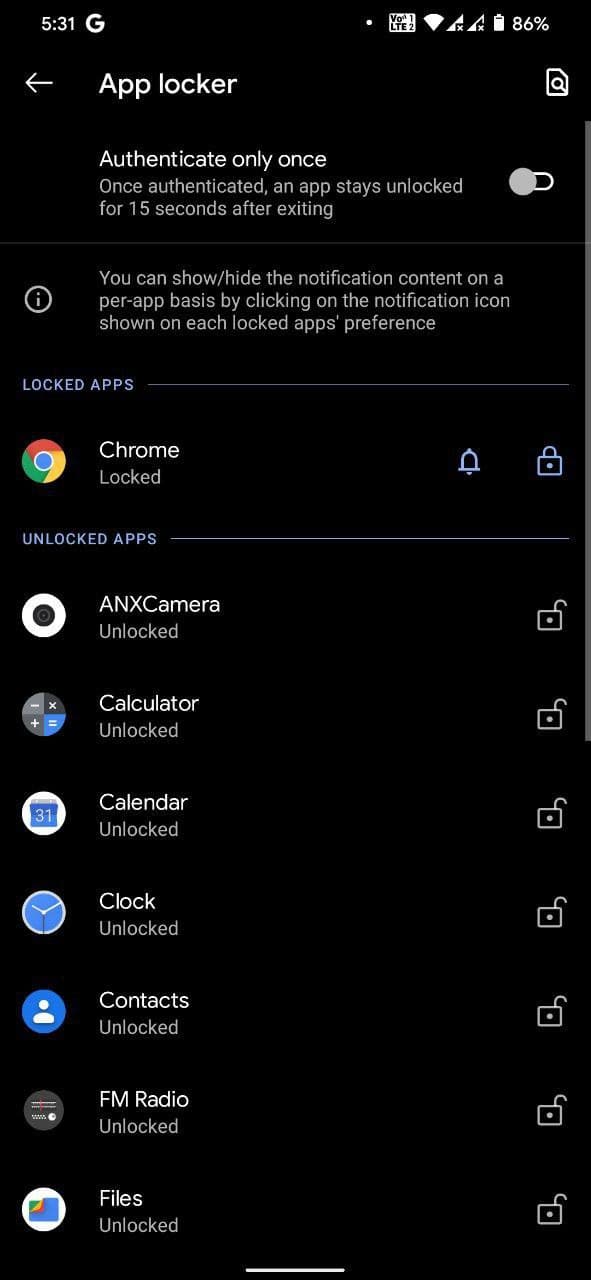 5:31 G Vo)) 1 LTE 2 86%
App locker
Authenticate only once
Once authenticated, an app stays unlocked
for 15 seconds after exiting
You can show/hide the notification content on a
per-app basis by clicking on the notification icon
shown on each locked apps' preference
LOCKED APPS
Chrome
Locked
UNLOCKED APPS
ANXCamera
Unlocked
Calculator
Unlocked
31
Calendar
Unlocked
Clock
Unlocked
Contacts
Unlocked
FM Radio
Unlocked
Files
Unlocked